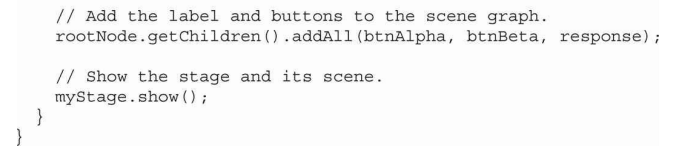 // Add the label and buttons to the scene graph.
rootNode.getChildren().addAll(btnAlpha, btnBeta, response);
// Show the stage and its scene.
myStage.show();
}
}